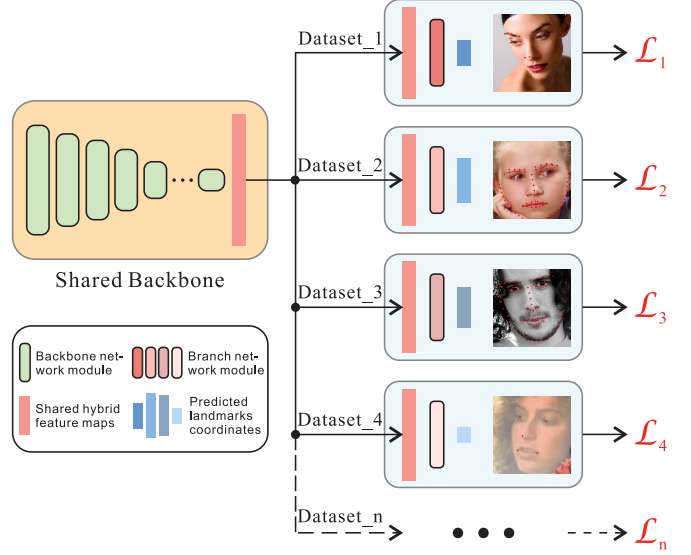 Dataset_1
ℒ₁
Dataset_2
ℒ₂
Shared Backbone
Dataset_3
ℒ₃
Backbone net-
work module
Branch net-
work module
Shared hybrid
feature maps
Predicted
landmarks
coordinates
Dataset_4
ℒ₄
Dataset_n
ℒₙ